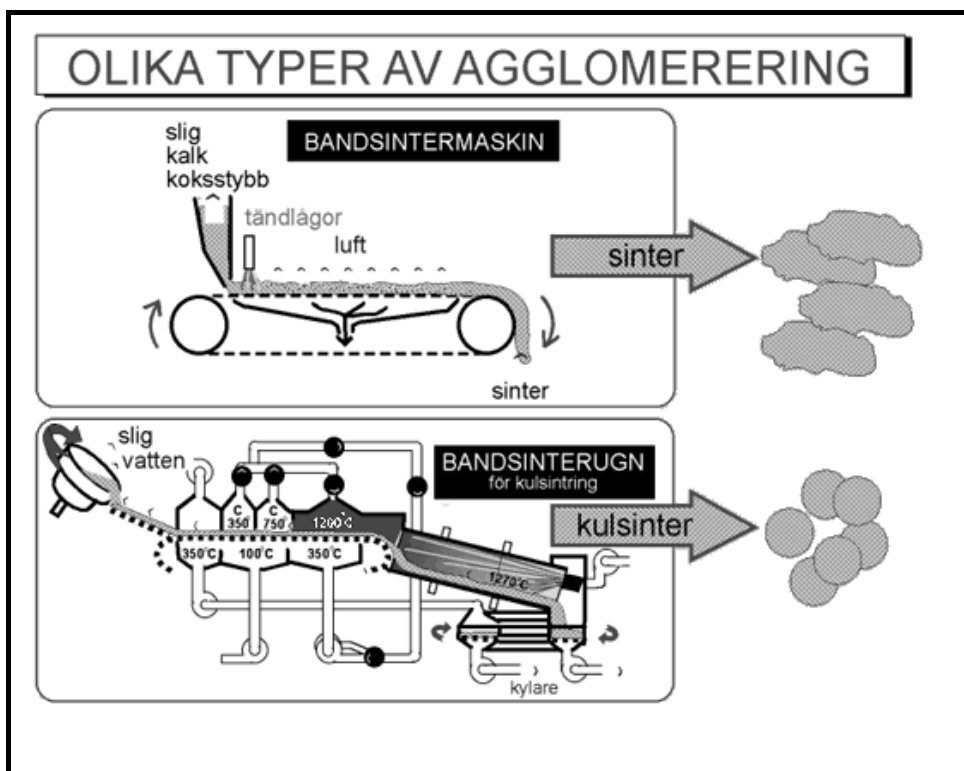 OLIKA TYPER AV AGGLOMERERING
BANDSINTERMASKIN
slig
kalk
koksstybb
tändlågor
luft
sinter
sinter
BANDSINTERUGN
för kulsintring
slig
vatten
C
350°
C
750°
1200°C
350°C
100°C
350°C
1270°C
kulsinter
kylare